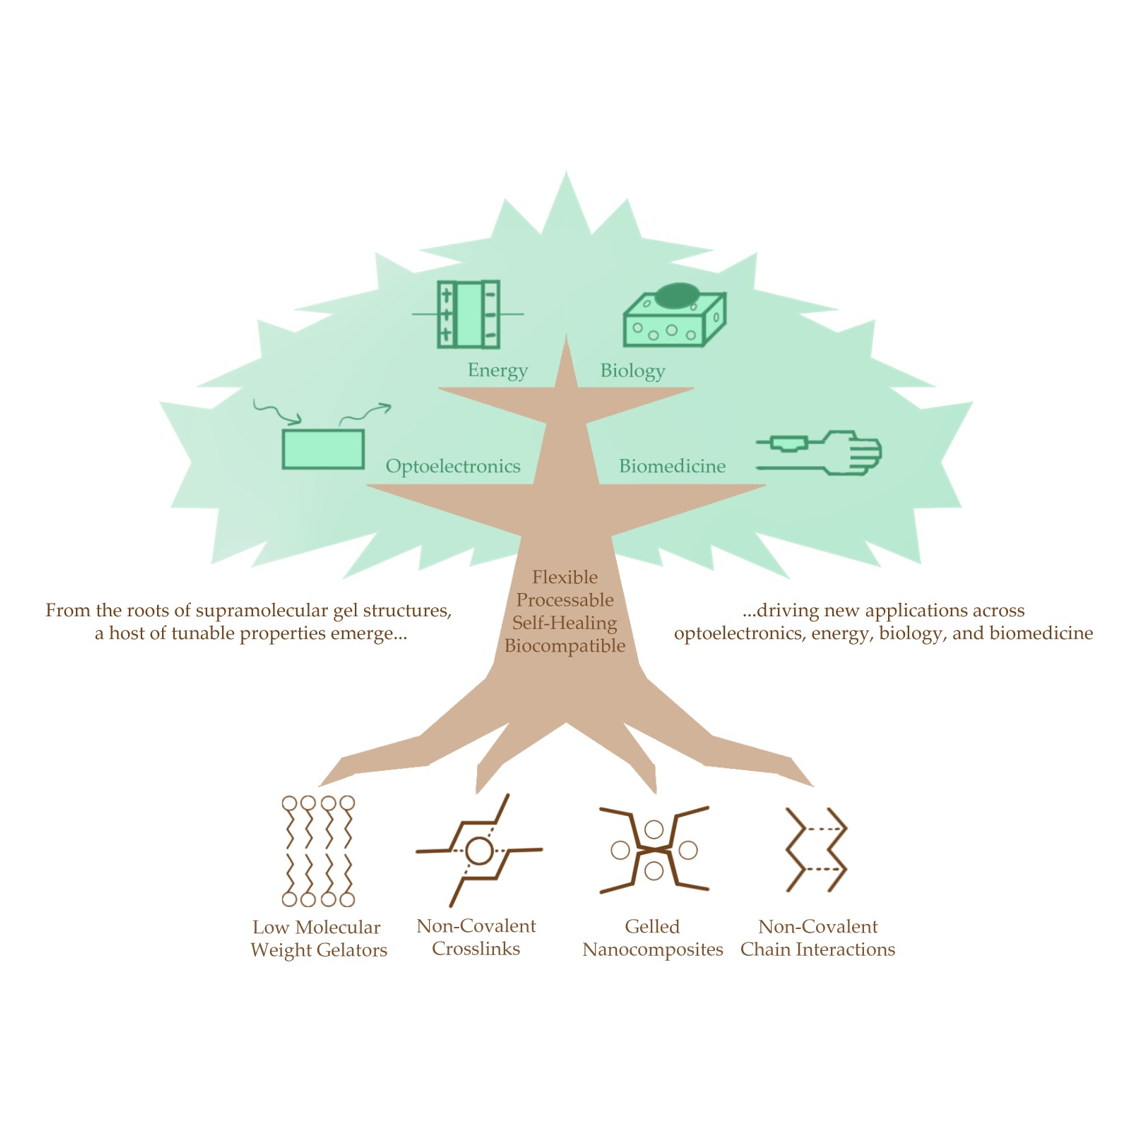 Energy
Biology
Optoelectronics
Biomedicine
Flexible
Processable
Self-Healing
Biocompatible
From the roots of supramolecular gel structures,
a host of tunable properties emerge...
...driving new applications across
optoelectronics, energy, biology, and biomedicine
Low Molecular
Weight Gelators
Non-Covalent
Crosslinks
Gelled
Nanocomposites
Non-Covalent
Chain Interactions